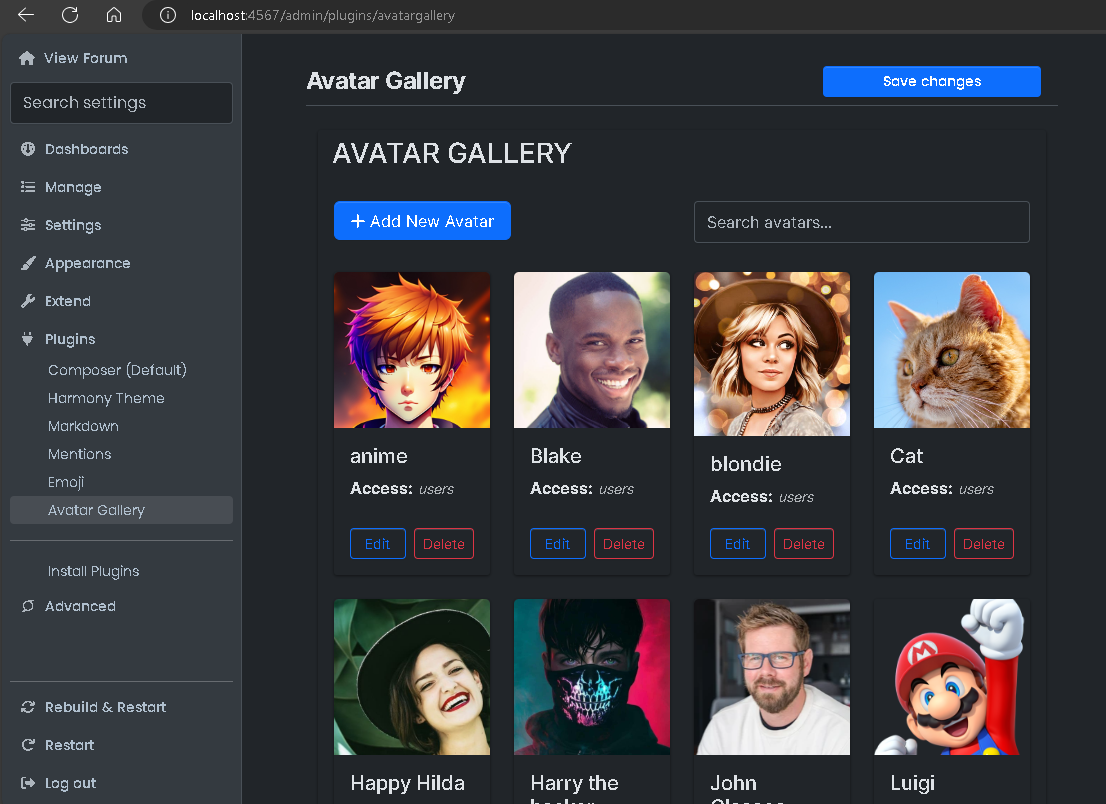 localhost:4567/admin/plugins/avatargallery
View Forum
Search settings
Dashboards
Manage
Settings
Appearance
Extend
Plugins
Composer (Default)
Harmony Theme
Markdown
Mentions
Emoji
Avatar Gallery
Install Plugins
Advanced
Rebuild & Restart
Restart
Log out
Avatar Gallery
Save changes
AVATAR GALLERY
+ Add New Avatar
Search avatars...
anime
Access: users
Edit Delete
Blake
Access: users
Edit Delete
blondie
Access: users
Edit Delete
Cat
Access: users
Edit Delete
Happy Hilda
Harry the
John
M
Luigi